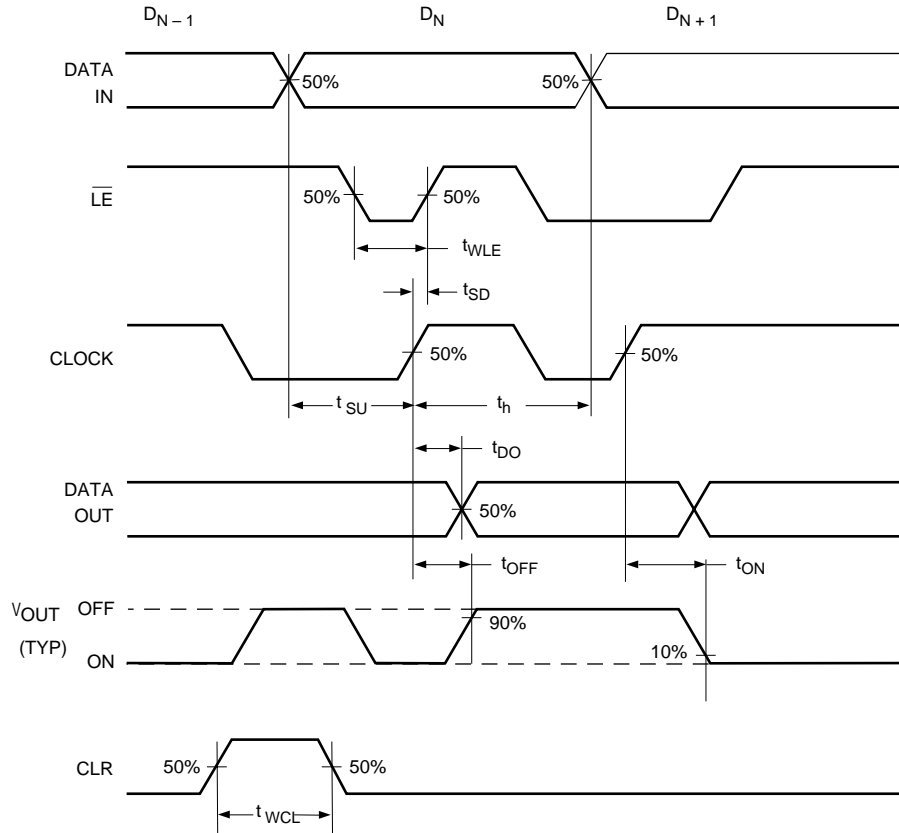 D N – 1 D N D N + 1
DATA IN 50% 50%
LE 50% 50%
t WLE
t SD
CLOCK 50% 50%
t SU t h
t DO
DATA OUT 50%
t OFF t ON
VOUT (TYP) OFF 90%
ON 10%
CLR 50% 50%
t WCL